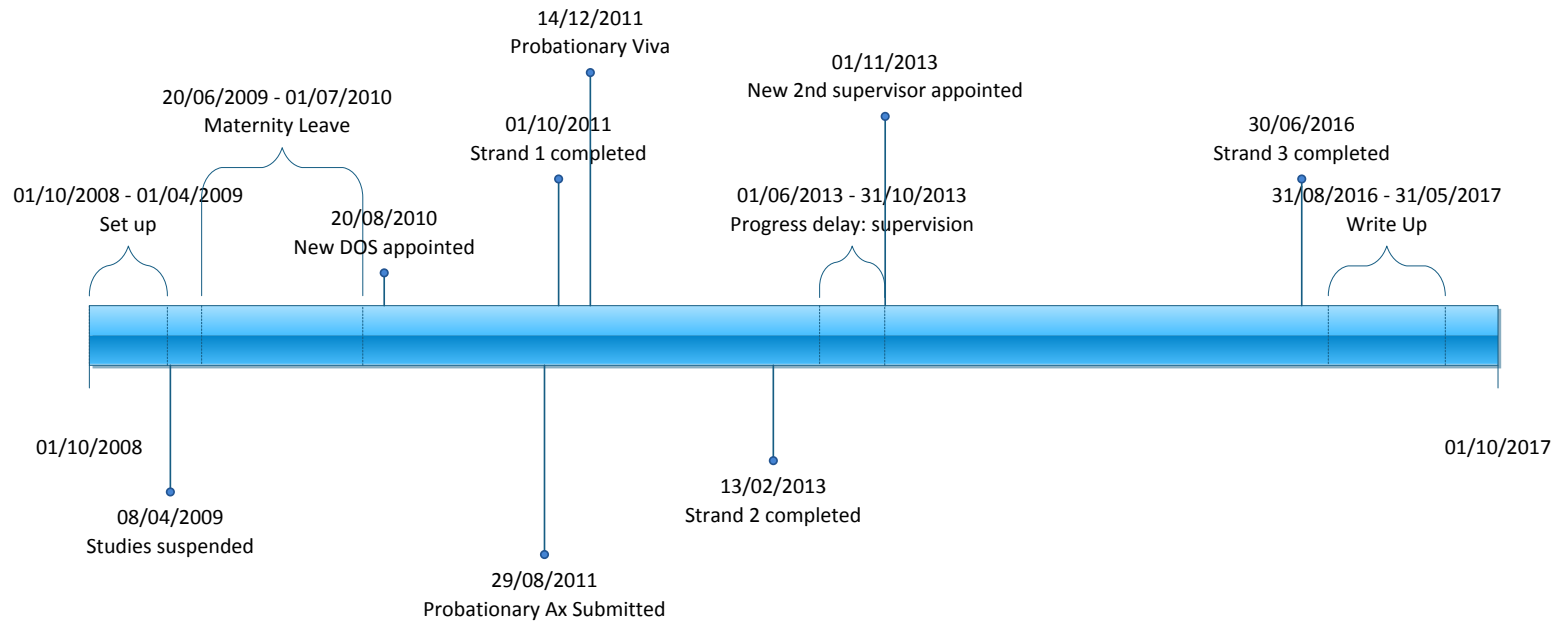 14/12/2011
Probationary Viva
01/11/2013
New 2nd supervisor appointed
20/06/2009 - 01/07/2010
Maternity Leave
01/10/2011
Strand 1 completed
30/06/2016
Strand 3 completed
01/10/2008 - 01/04/2009
Set up
01/06/2013 - 31/10/2013
Progress delay: supervision
31/08/2016 - 31/05/2017
Write Up
20/08/2010
New DOS appointed
01/10/2008
01/10/2017
13/02/2013
Strand 2 completed
08/04/2009
Studies suspended
29/08/2011
Probationary Ax Submitted